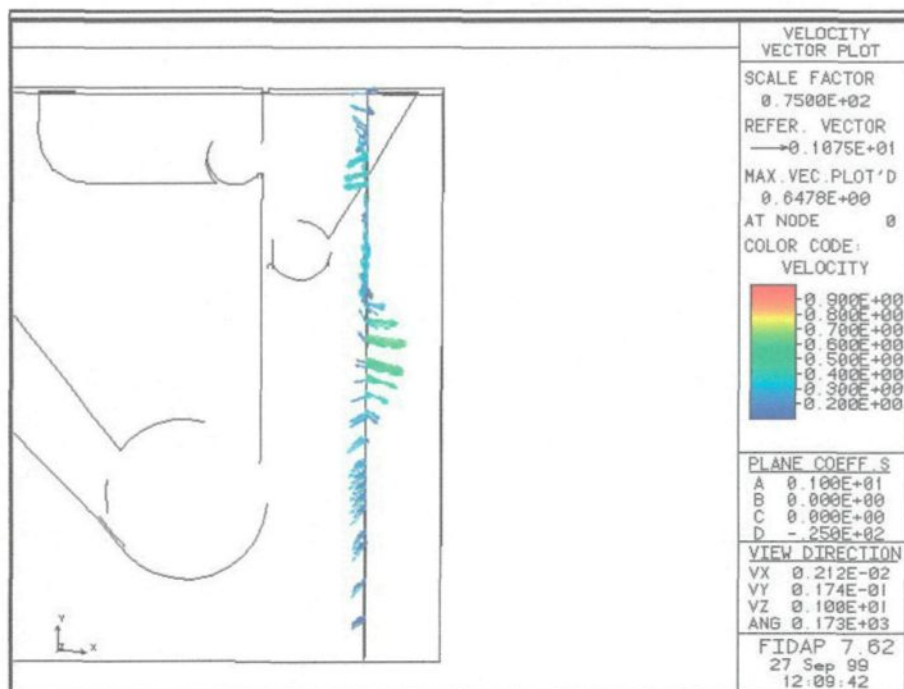 VELOCITY
VECTOR PLOT
SCALE FACTOR
0.7500E+02
REFER. VECTOR
0.1075E+01
MAX.VEC.PLOT'D
0.6478E+00
AT NODE 0
COLOR CODE:
VELOCITY
0.900E+00
0.800E+00
0.700E+00
0.600E+00
0.500E+00
0.400E+00
0.300E+00
0.200E+00
PLANE COEFF.S
A 0.100E+01
B 0.000E+00
C 0.000E+00
D -.250E+02
VIEW DIRECTION
VX 0.212E-02
VY 0.174E-01
VZ 0.100E+01
ANG 0.173E+03
FIDAP 7.62
27 Sep 99
12:09:42
Y
Z X